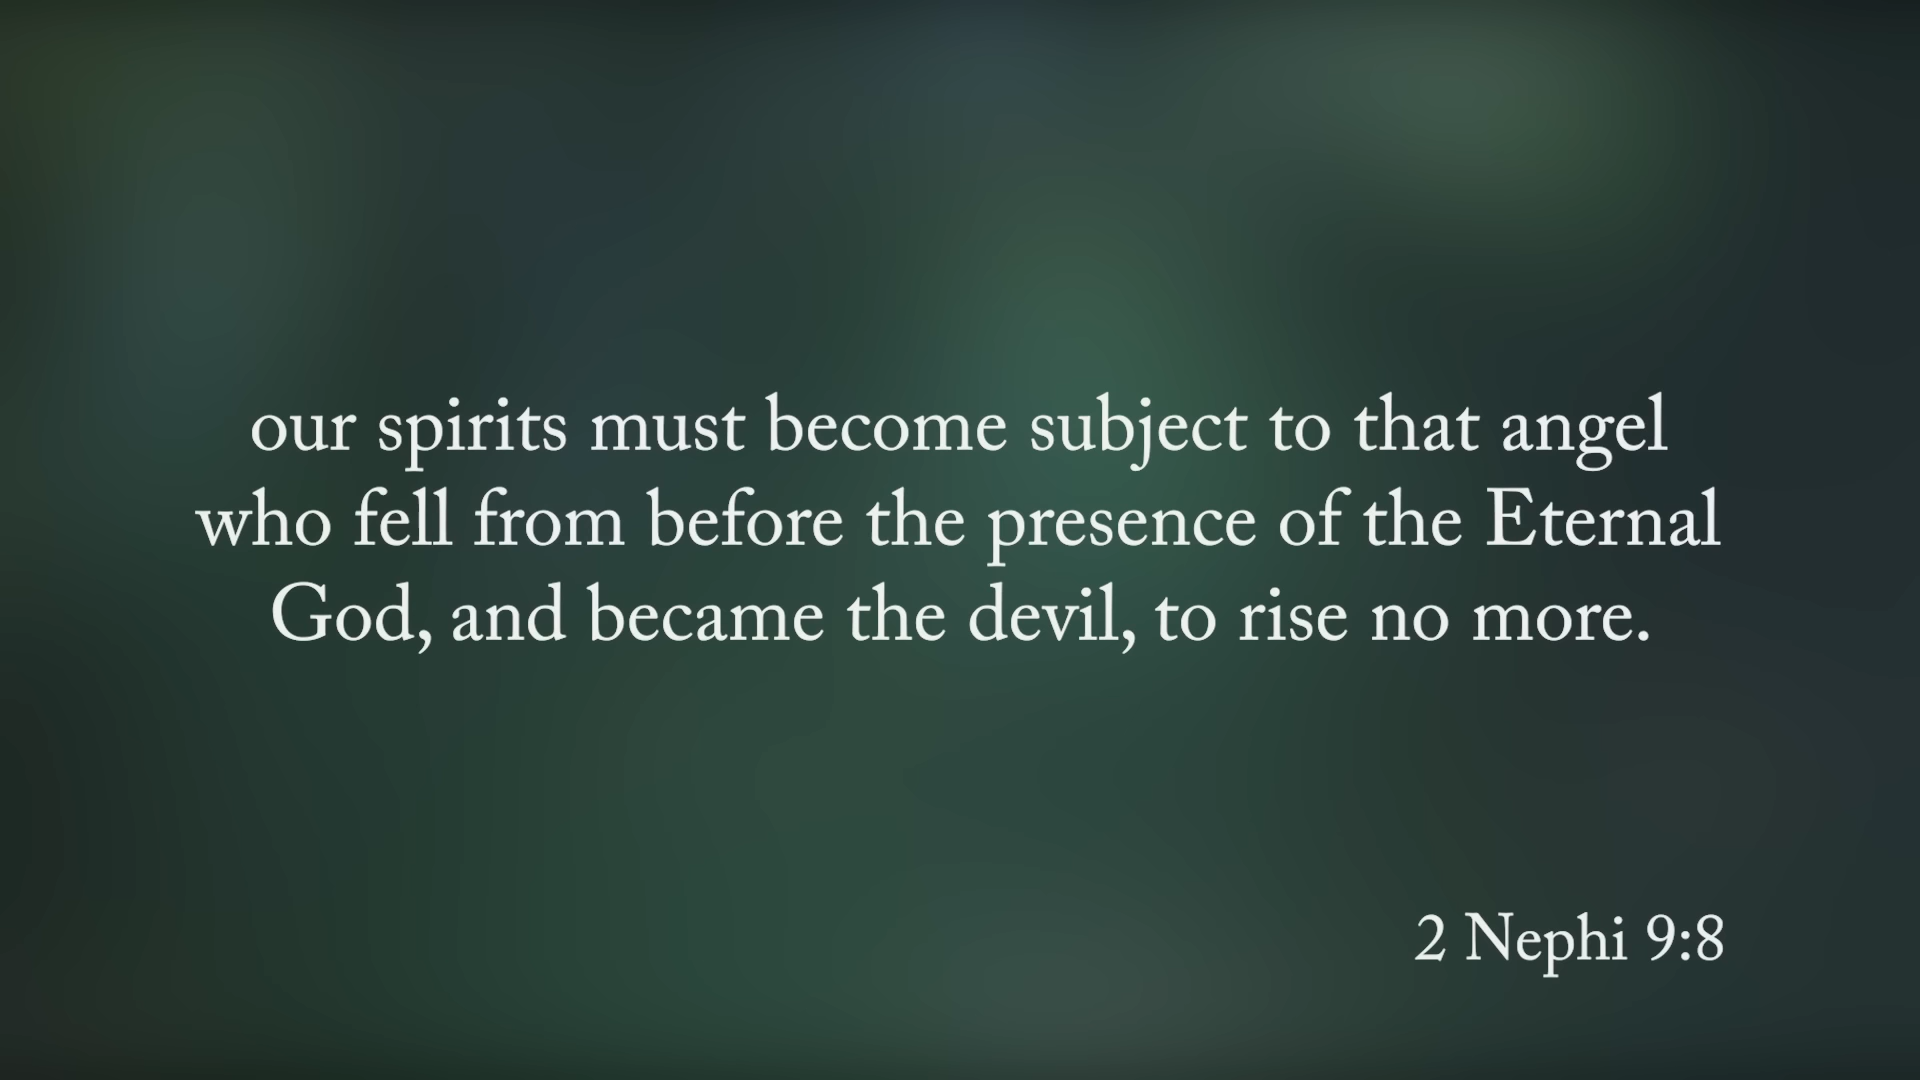 our spirits must become subject to that angel
who fell from before the presence of the Eternal
God, and became the devil, to rise no more.
2 Nephi 9:8